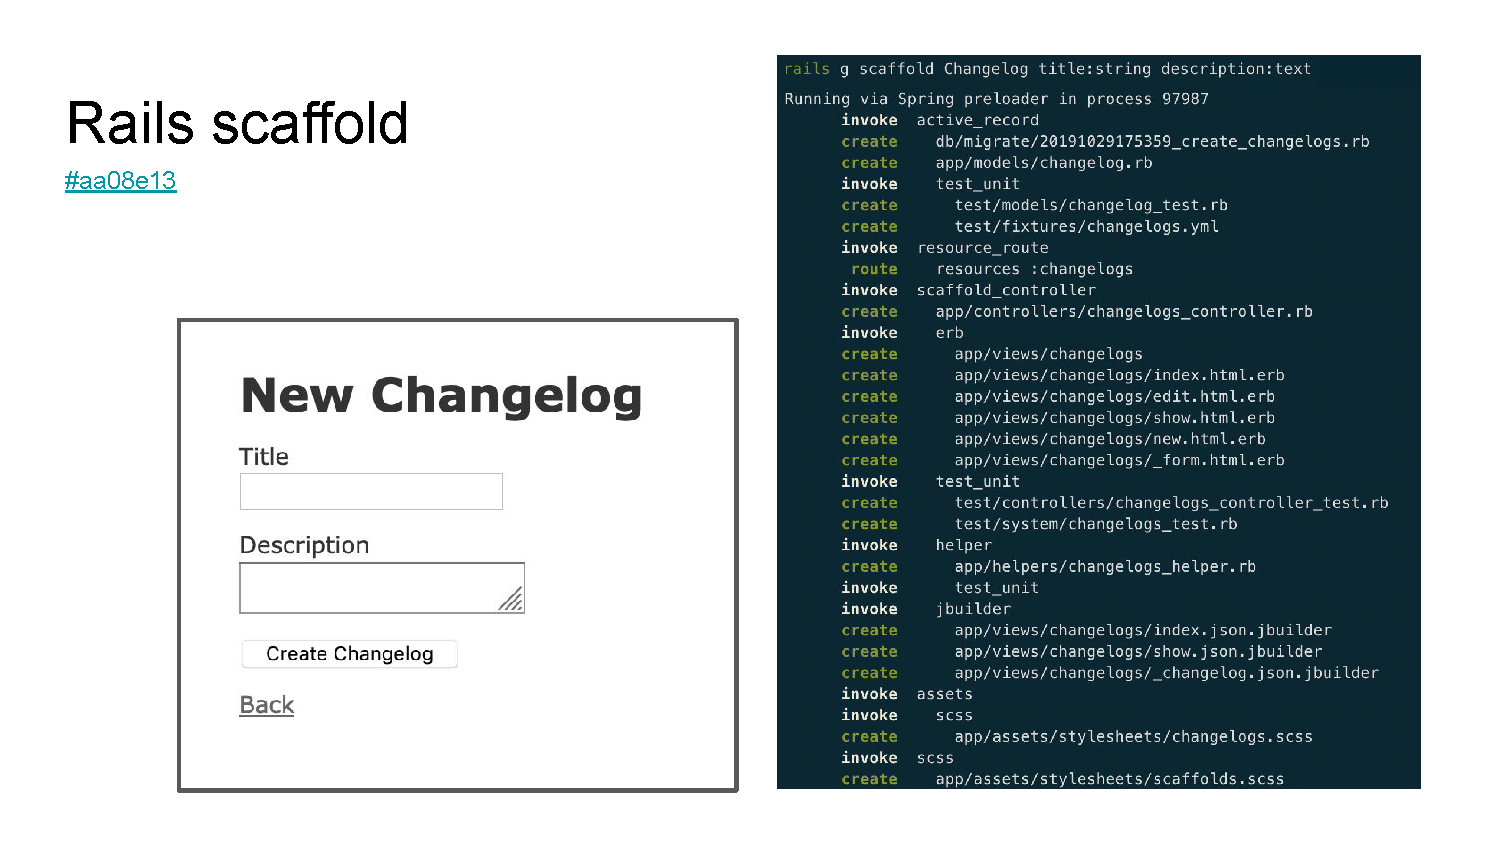 Rails scaffold
#aa08e13
New Changelog
Title
Description
Create Changelog
Back
rails g scaffold Changelog title:string description:text
Running via Spring preloader in process 97987
invoke active_record
create db/migrate/20191029175359_create_changelogs.rb
create app/models/changelog.rb
invoke test_unit
create test/models/changelog_test.rb
create test/fixtures/changelogs.yml
invoke resource_route
route resources :changelogs
invoke scaffold_controller
create app/controllers/changelogs_controller.rb
invoke erb
create app/views/changelogs
create app/views/changelogs/index.html.erb
create app/views/changelogs/edit.html.erb
create app/views/changelogs/show.html.erb
create app/views/changelogs/new.html.erb
create app/views/changelogs/_form.html.erb
invoke test_unit
create test/controllers/changelogs_controller_test.rb
create test/system/changelogs_test.rb
invoke helper
create app/helpers/changelogs_helper.rb
invoke test_unit
invoke jbuilder
create app/views/changelogs/index.json.jbuilder
create app/views/changelogs/show.json.jbuilder
create app/views/changelogs/_changelog.json.jbuilder
invoke assets
invoke scss
create app/assets/stylesheets/changelogs.scss
invoke scss
create app/assets/stylesheets/scaffolds.scss